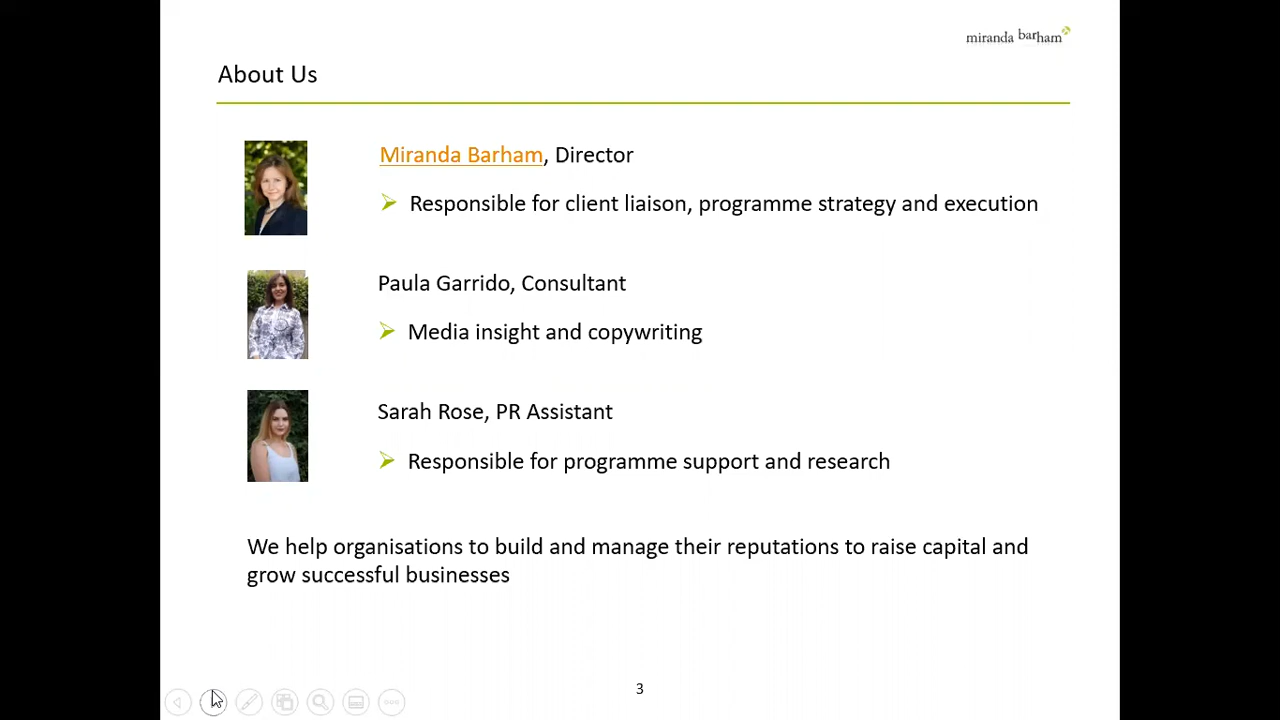 miranda barham
About Us
Miranda Barham, Director
Responsible for client liaison, programme strategy and execution
Paula Garrido, Consultant
Media insight and copywriting
Sarah Rose, PR Assistant
Responsible for programme support and research
We help organisations to build and manage their reputations to raise capital and
grow successful businesses
3